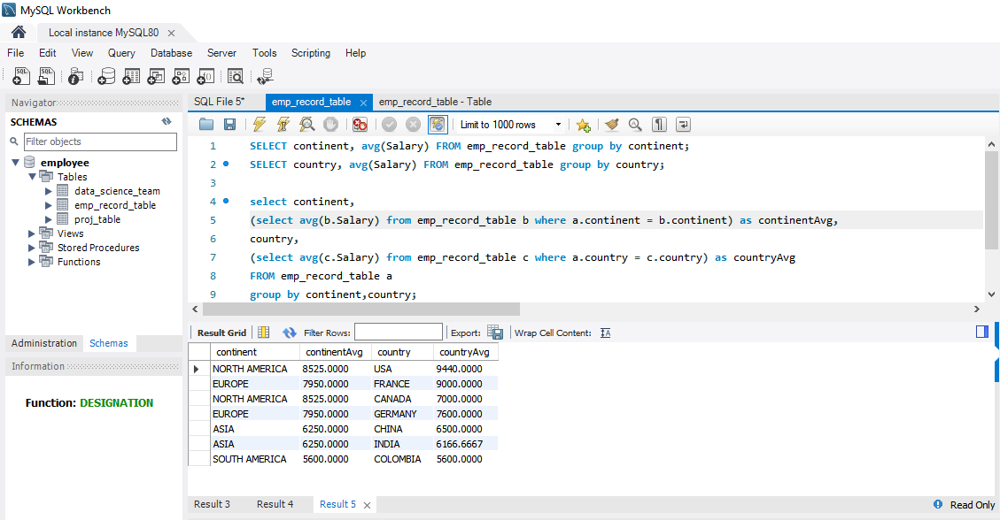 MySQL Workbench
Local instance MySQL80
File Edit View Query Database Server Tools Scripting Help
Navigator
SCHEMAS
Filter objects
employee
Tables
data_science_team
emp_record_table
proj_table
Views
Stored Procedures
Functions
Administration Schemas
Information
Function: DESIGNATION
SQL File 5* emp_record_table emp_record_table - Table
Limit to 1000 rows
1 SELECT continent, avg(Salary) FROM emp_record_table group by continent;
2 SELECT country, avg(Salary) FROM emp_record_table group by country;
3
4 select continent,
5 (select avg(b.Salary) from emp_record_table b where a.continent = b.continent) as continentAvg,
6 country,
7 (select avg(c.Salary) from emp_record_table c where a.country = c.country) as countryAvg
8 FROM emp_record_table a
9 group by continent,country;
Result Grid Filter Rows: Export: Wrap Cell Content: IA
continent continentAvg country countryAvg
NORTH AMERICA 8525.0000 USA 9440.0000
EUROPE 7950.0000 FRANCE 9000.0000
NORTH AMERICA 8525.0000 CANADA 7000.0000
EUROPE 7950.0000 GERMANY 7600.0000
ASIA 6250.0000 CHINA 6500.0000
ASIA 6250.0000 INDIA 6166.6667
SOUTH AMERICA 5600.0000 COLOMBIA 5600.0000
Result 3 Result 4 Result 5 Read Only